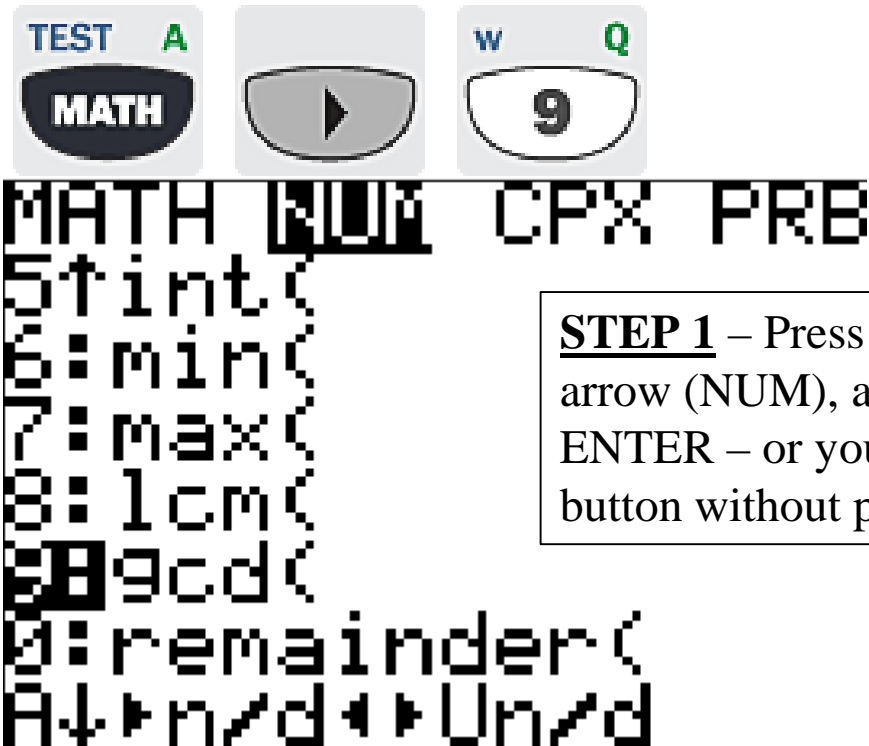 TEST A
MATH
w Q
9
MATH NUM CPX PRB
5↑int(
6:min(
7:max(
8:lcm(
9:gcd(
0:remainder(
A↓►n/d◄►Un/d
STEP 1 – Press
arrow (NUM), a
ENTER – or you
button without p